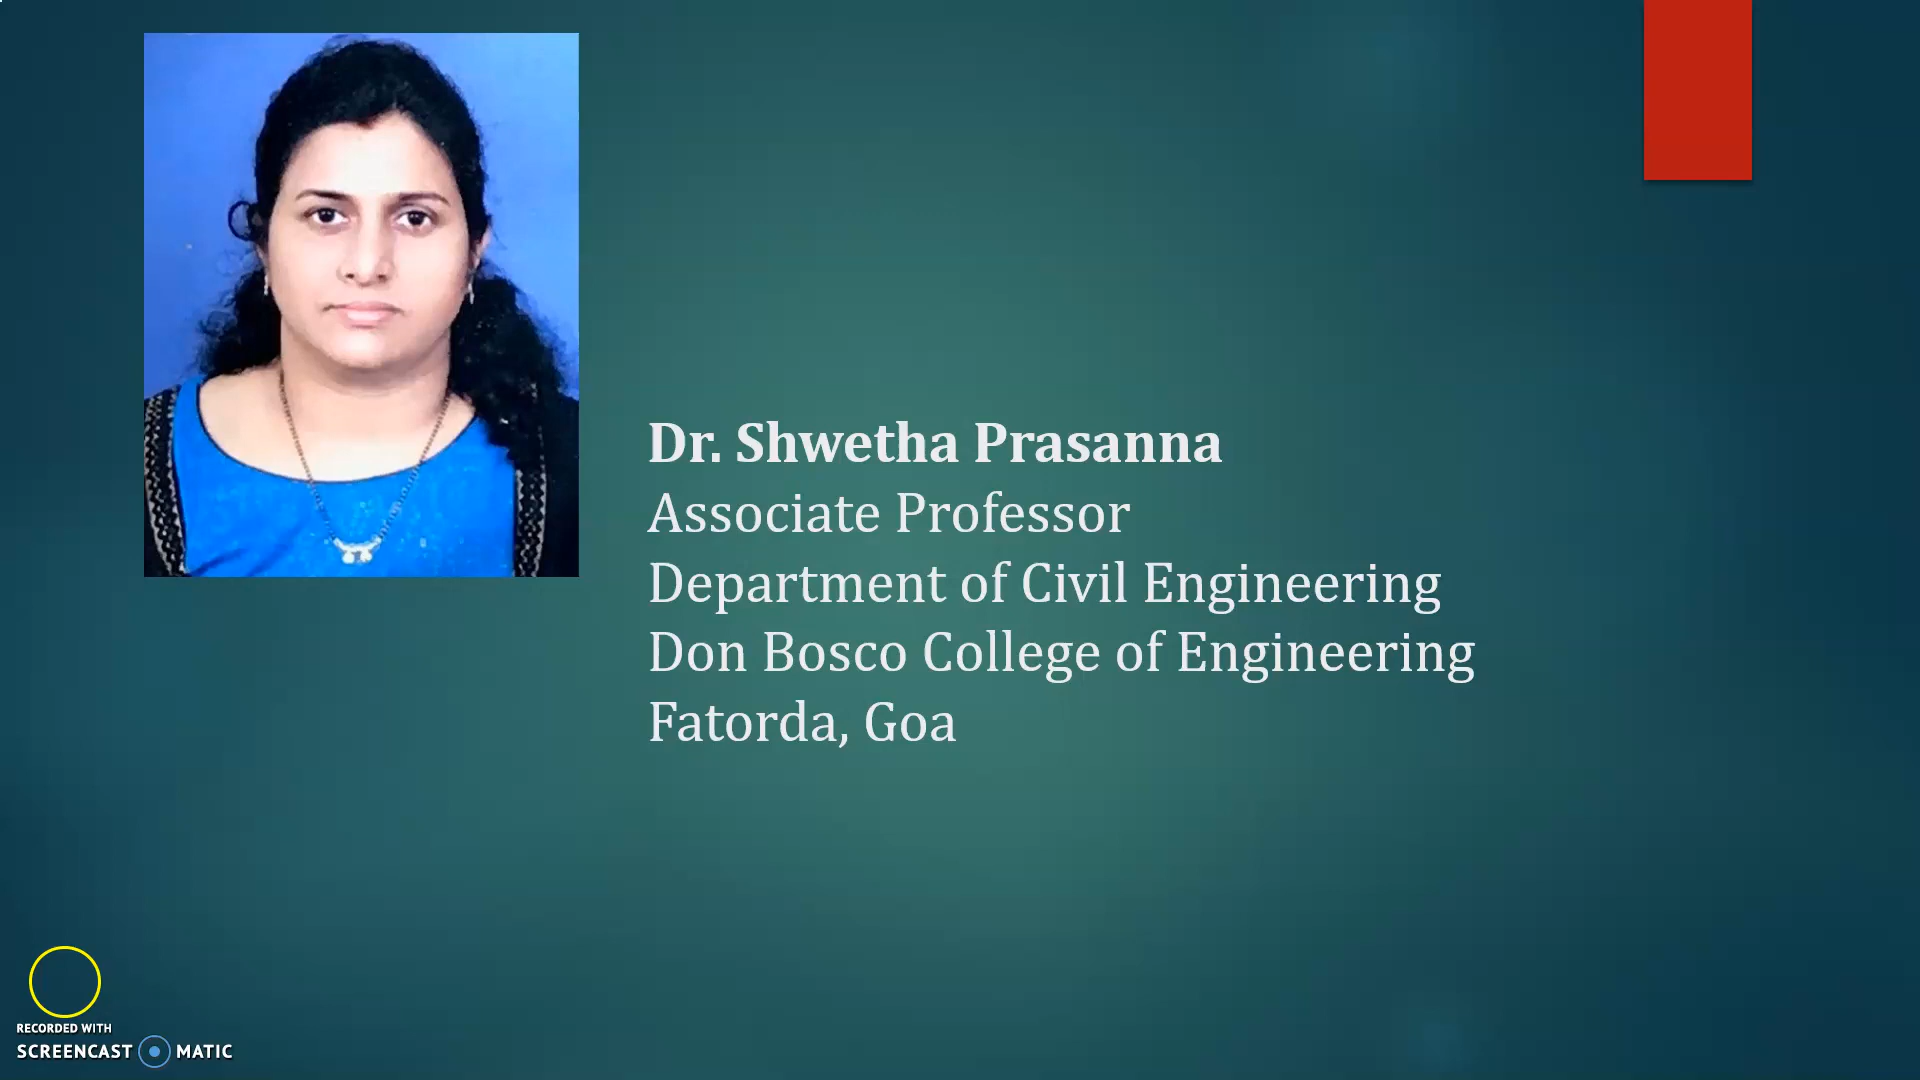 Dr. Shwetha Prasanna
Associate Professor
Department of Civil Engineering
Don Bosco College of Engineering
Fatorda, Goa
RECORDED WITH
SCREENCAST MATIC